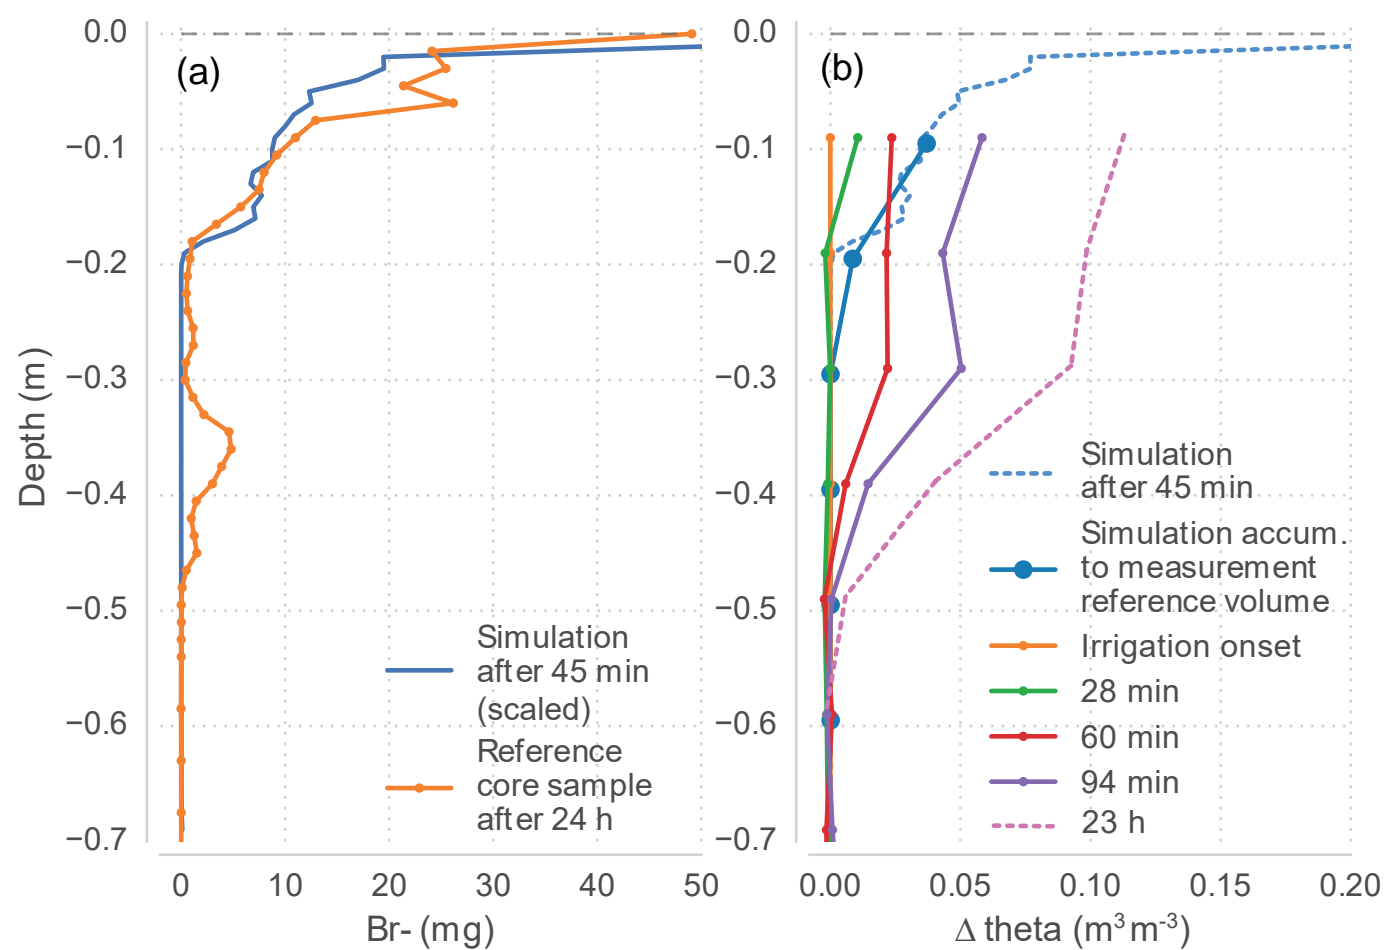 (a)
0.0
−0.1
−0.2
−0.3
−0.4
−0.5
−0.6
−0.7
Depth (m)
0 10 20 30 40 50
Br- (mg)
Simulation
after 45 min
(scaled)
Reference
core sample
after 24 h
(b)
0.0
−0.1
−0.2
−0.3
−0.4
−0.5
−0.6
−0.7
0.00 0.05 0.10 0.15 0.20
Δ theta (m³m⁻³)
Simulation
after 45 min
Simulation accum.
to measurement
reference volume
Irrigation onset
28 min
60 min
94 min
23 h